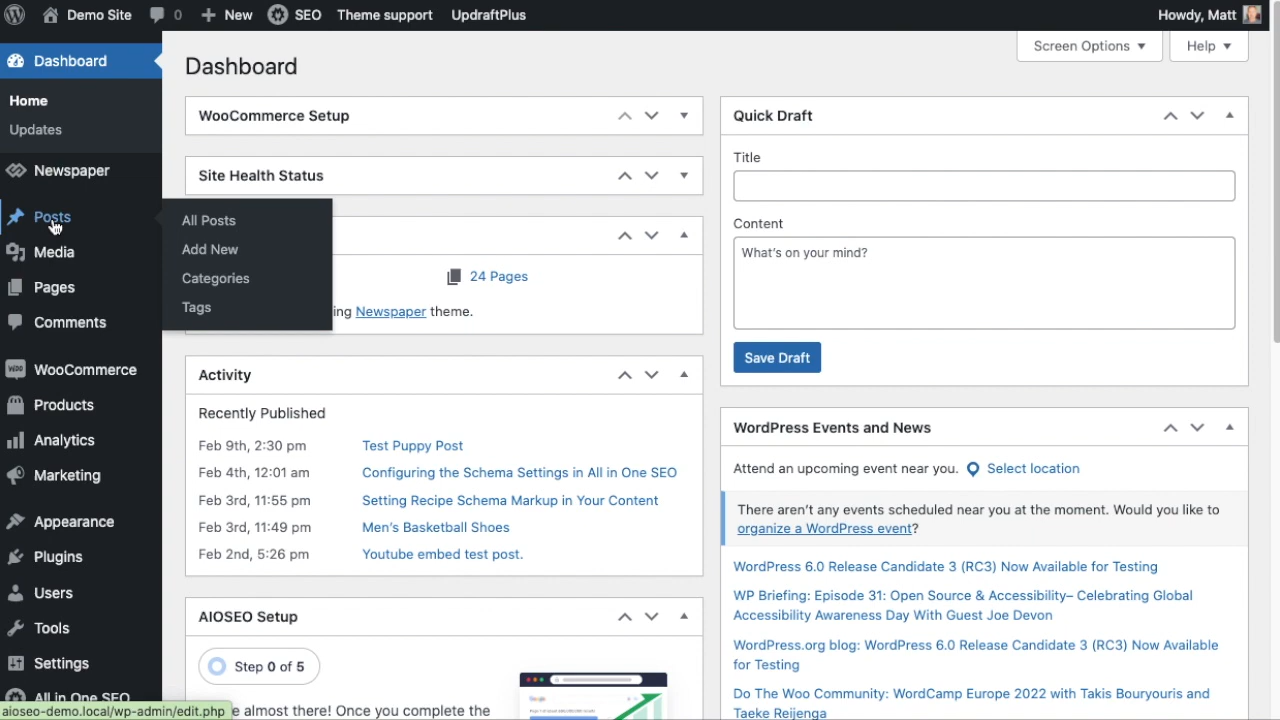 Demo Site
0
New
SEO
Theme support
UpdraftPlus
Howdy, Matt
Dashboard
Home
Updates
Newspaper
Posts
Media
Pages
Comments
WooCommerce
Products
Analytics
Marketing
Appearance
Plugins
Users
Tools
Settings
All in One SEO
aioseo-demo.local/wp-admin/edit.php
All Posts
Add New
Categories
Tags
Screen Options
Help
Dashboard
WooCommerce Setup
Site Health Status
24 Pages
ing Newspaper theme.
Activity
Recently Published
Feb 9th, 2:30 pm Test Puppy Post
Feb 4th, 12:01 am Configuring the Schema Settings in All in One SEO
Feb 3rd, 11:55 pm Setting Recipe Schema Markup in Your Content
Feb 3rd, 11:49 pm Men's Basketball Shoes
Feb 2nd, 5:26 pm Youtube embed test post.
AIOSEO Setup
Step 0 of 5
e almost there! Once you complete the
Quick Draft
Title
Content
What's on your mind?
Save Draft
WordPress Events and News
Attend an upcoming event near you. Select location
There aren't any events scheduled near you at the moment. Would you like to
organize a WordPress event?
WordPress 6.0 Release Candidate 3 (RC3) Now Available for Testing
WP Briefing: Episode 31: Open Source & Accessibility– Celebrating Global
Accessibility Awareness Day With Guest Joe Devon
WordPress.org blog: WordPress 6.0 Release Candidate 3 (RC3) Now Available
for Testing
Do The Woo Community: WordCamp Europe 2022 with Takis Bouryouris and
Taeke Reijenga